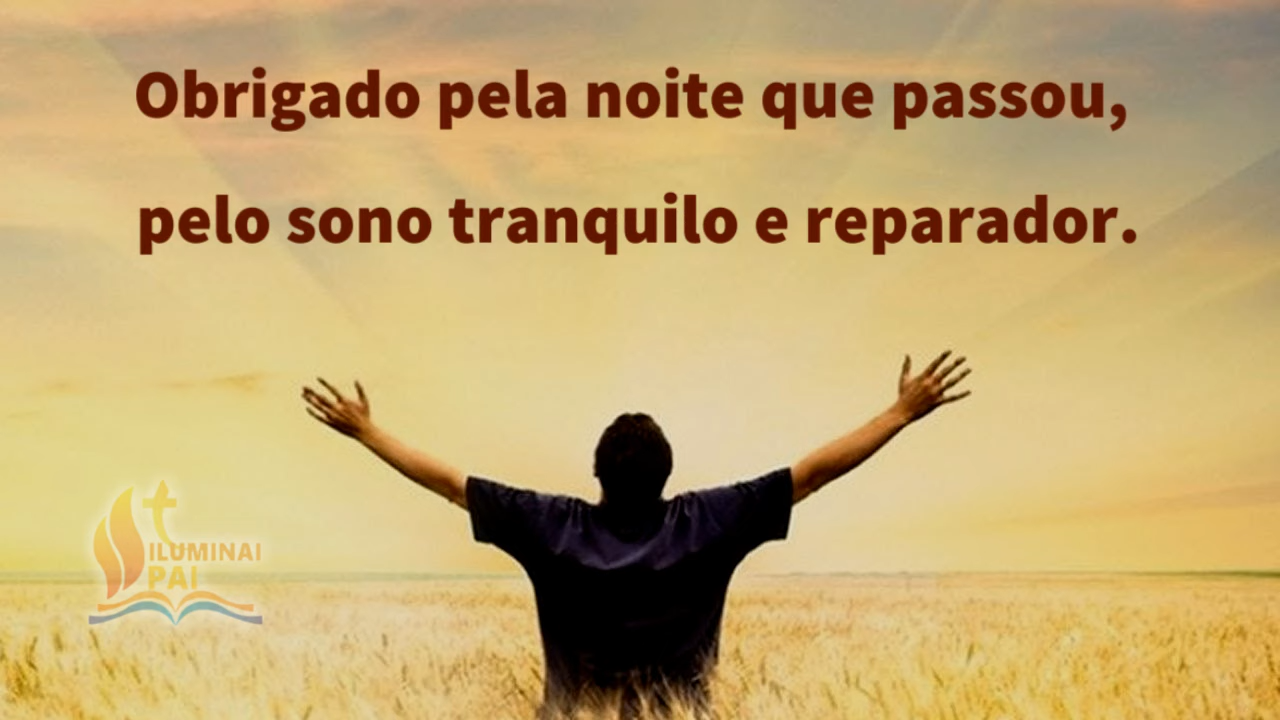 Obrigado pela noite que passou,
pelo sono tranquilo e reparador.
ILUMINAI
PAI